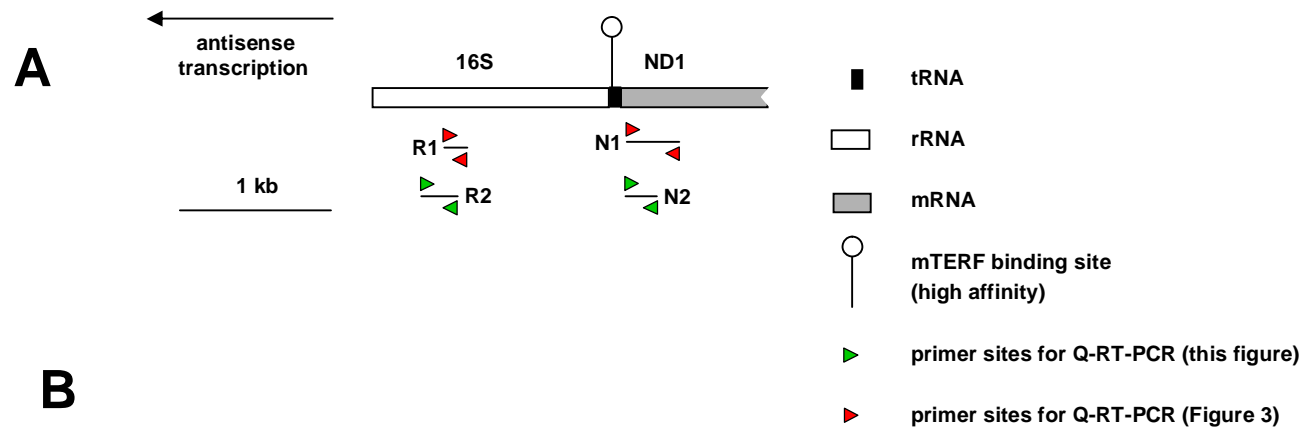 A
antisense
transcription
16S
ND1
R1
N1
R2
N2
1 kb
tRNA
rRNA
mRNA
mTERF binding site
(high affinity)
primer sites for Q-RT-PCR (this figure)
primer sites for Q-RT-PCR (Figure 3)
B